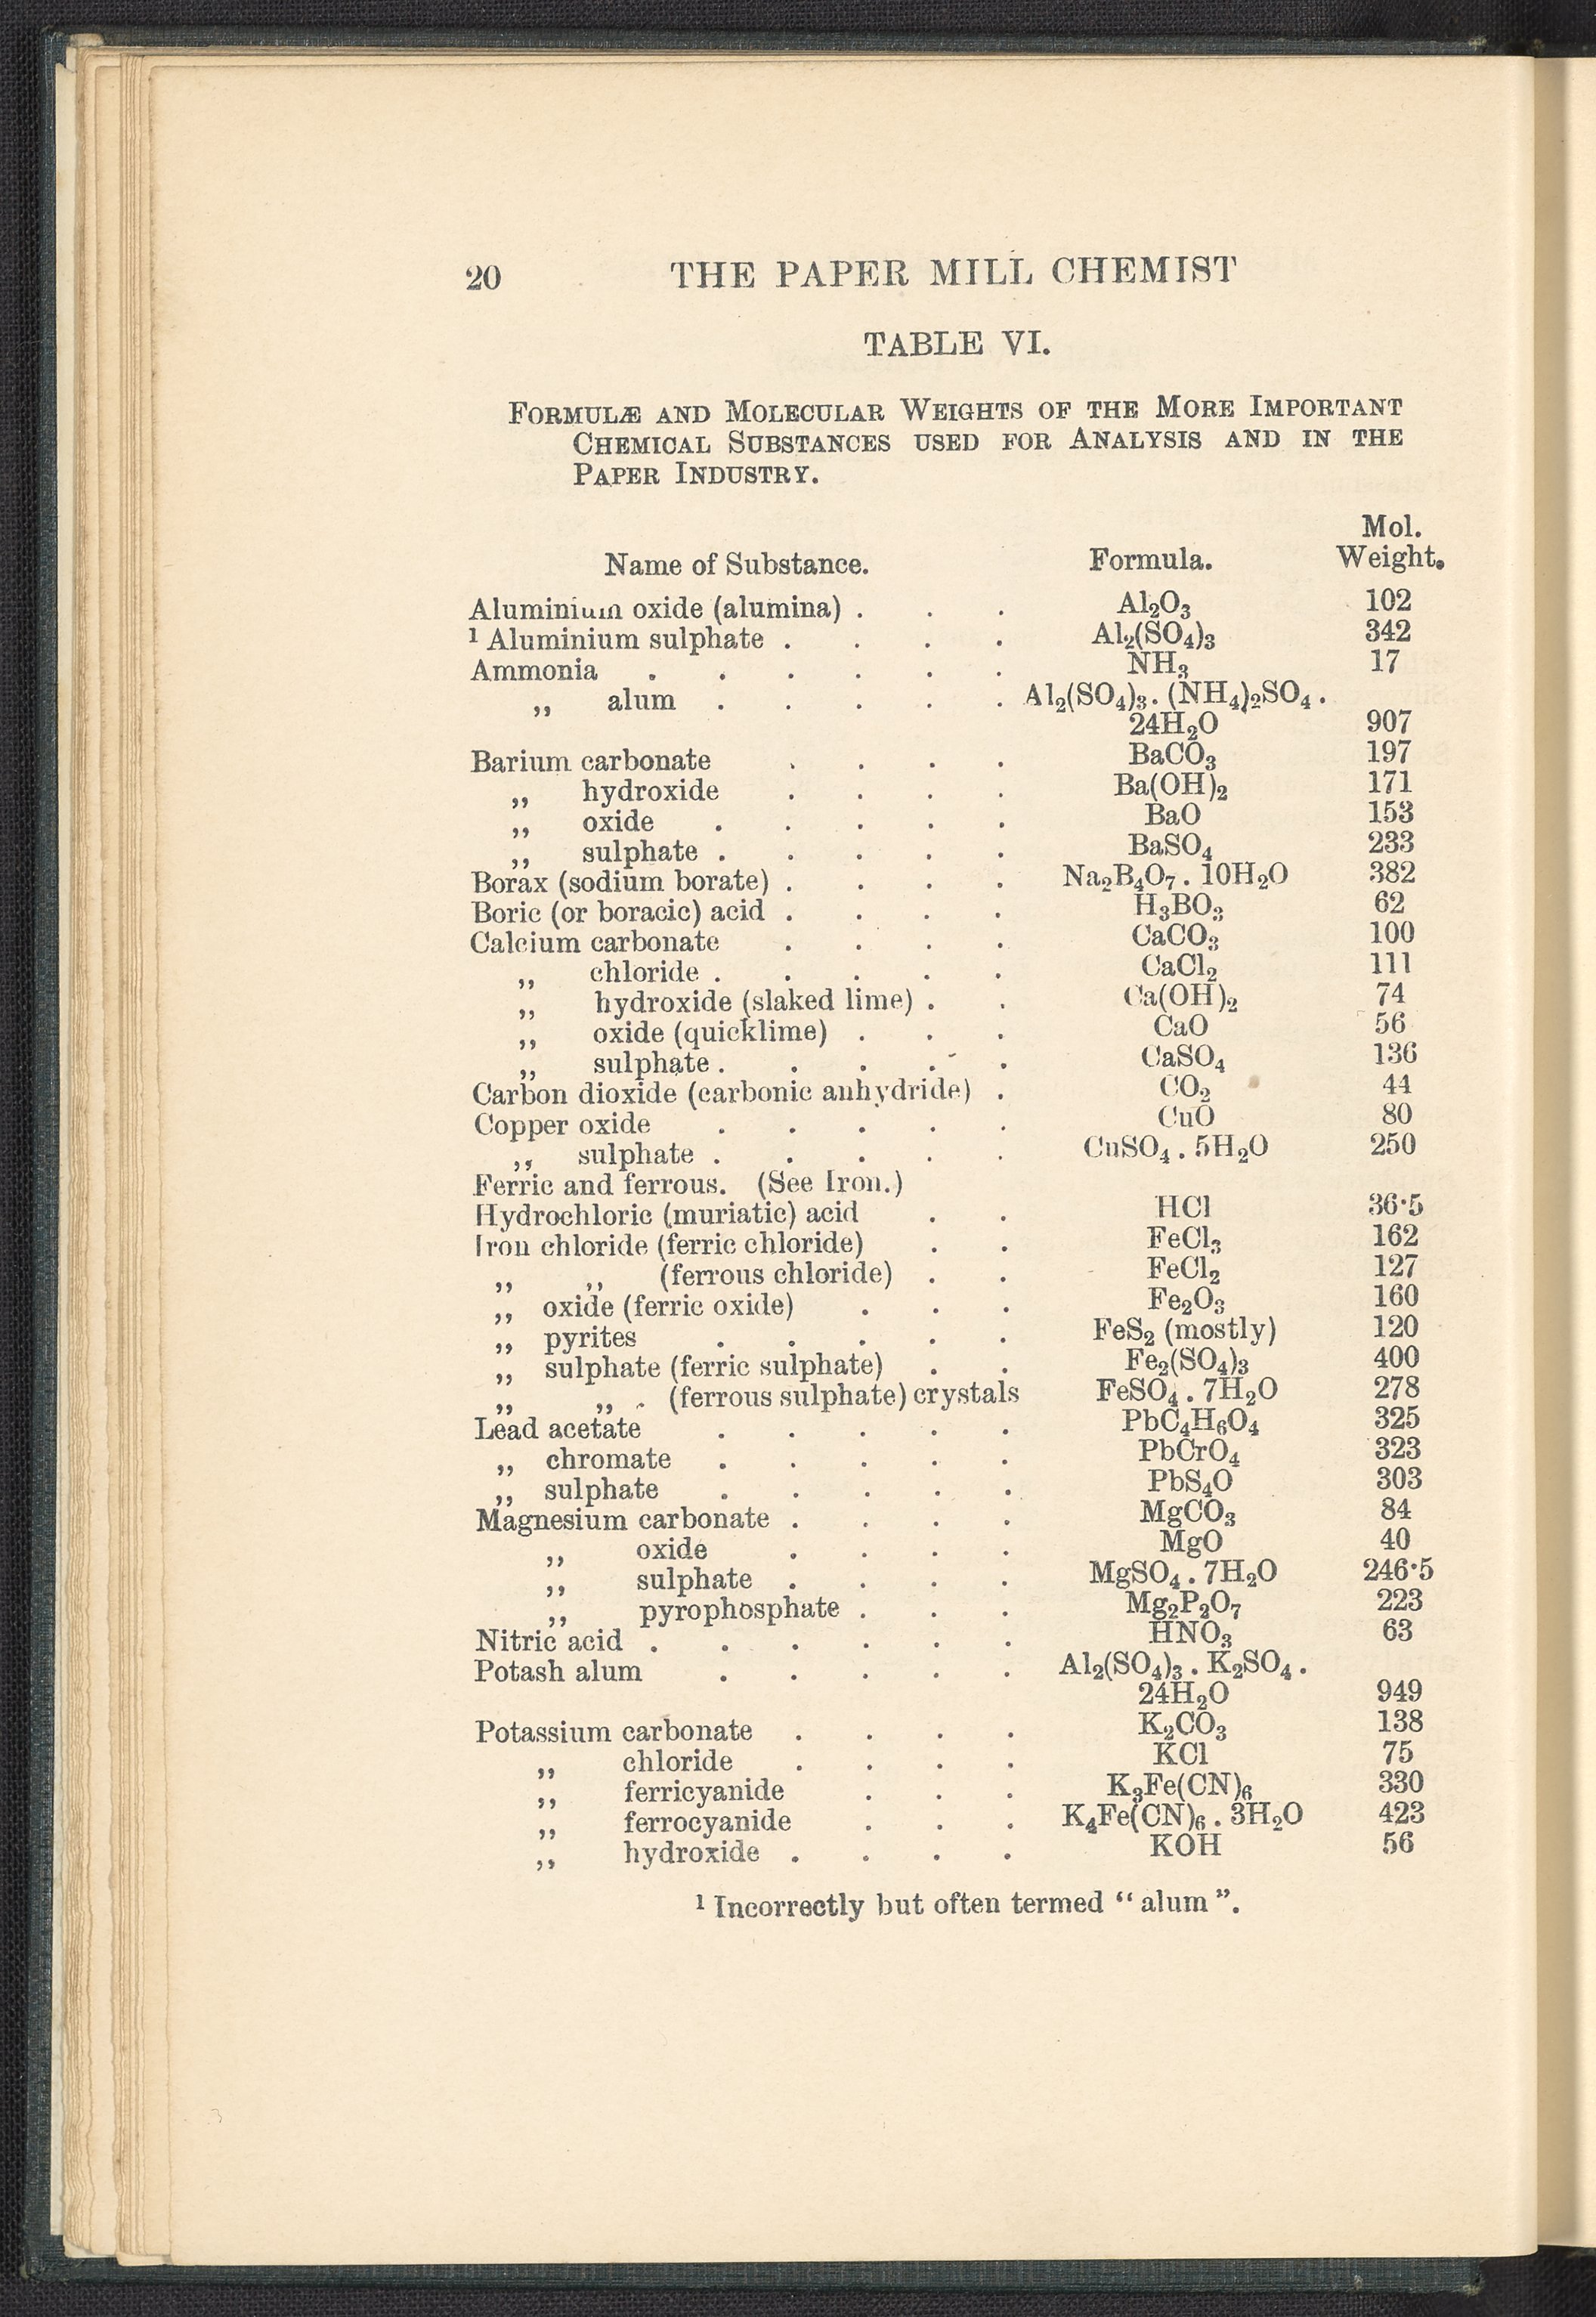 20 THE PAPER MILL CHEMIST
TABLE VI.
FORMULÆ AND MOLECULAR WEIGHTS OF THE MORE IMPORTANT
CHEMICAL SUBSTANCES USED FOR ANALYSIS AND IN THE
PAPER INDUSTRY.
Mol.
Name of Substance. Formula. Weight.
Aluminium oxide (alumina) . . . Al₂O₃ 102
¹ Aluminium sulphate . . . . Al₂(SO₄)₃ 342
Ammonia . . . . . . NH₃ 17
„ alum . . . . . Al₂(SO₄)₃. (NH₄)₂SO₄ .
24H₂O 907
Barium carbonate . . . . BaCO₃ 197
„ hydroxide . . . . Ba(OH)₂ 171
„ oxide . . . . . BaO 153
„ sulphate . . . . . BaSO₄ 233
Borax (sodium borate) . . . . Na₂B₄O₇ . 10H₂O 382
Boric (or boracic) acid . . . . H₃BO₃ 62
Calcium carbonate . . . . CaCO₃ 100
„ chloride . . . . . CaCl₂ 111
„ hydroxide (slaked lime) . . Ca(OH)₂ 74
„ oxide (quicklime) . . . CaO 56
„ sulphate . . . . . CaSO₄ 136
Carbon dioxide (carbonic anhydride) . CO₂ 44
Copper oxide . . . . . CuO 80
„ sulphate . . . . . CuSO₄ . 5H₂O 250
Ferric and ferrous. (See Iron.)
Hydrochloric (muriatic) acid . . HCl 36·5
Iron chloride (ferric chloride) . . FeCl₃ 162
„ „ (ferrous chloride) . . FeCl₂ 127
„ oxide (ferric oxide) . . . Fe₂O₃ 160
„ pyrites . . . . . FeS₂ (mostly) 120
„ sulphate (ferric sulphate) . . Fe₂(SO₄)₃ 400
„ „ (ferrous sulphate) crystals FeSO₄ . 7H₂O 278
Lead acetate . . . . . PbC₄H₆O₄ 325
„ chromate . . . . . PbCrO₄ 323
„ sulphate . . . . . PbS₄O 303
Magnesium carbonate . . . . MgCO₃ 84
„ oxide . . . . MgO 40
„ sulphate . . . . MgSO₄ . 7H₂O 246·5
„ pyrophosphate . . . Mg₂P₂O₇ 223
Nitric acid . . . . . . HNO₃ 63
Potash alum . . . . . Al₂(SO₄)₃ . K₂SO₄ .
24H₂O 949
Potassium carbonate . . . . K₂CO₃ 138
„ chloride . . . . KCl 75
„ ferricyanide . . . K₃Fe(CN)₆ 330
„ ferrocyanide . . . K₄Fe(CN)₆ . 3H₂O 423
„ hydroxide . . . . KOH 56
¹ Incorrectly but often termed “ alum ”.